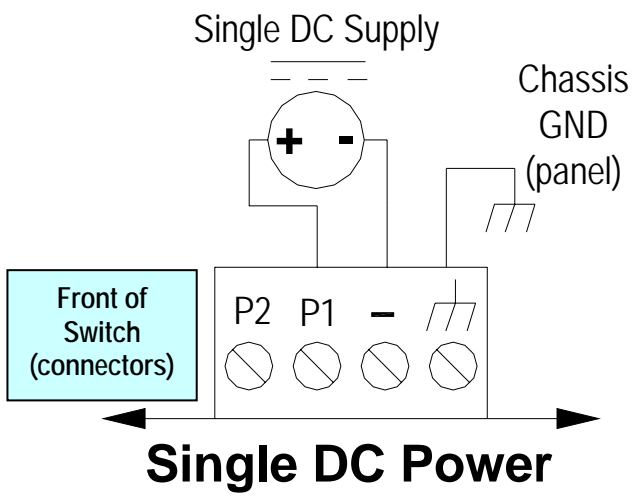 Single DC Supply
Chassis
GND
(panel)
+ -
Front of
Switch
(connectors)
P2 P1 –
Single DC Power